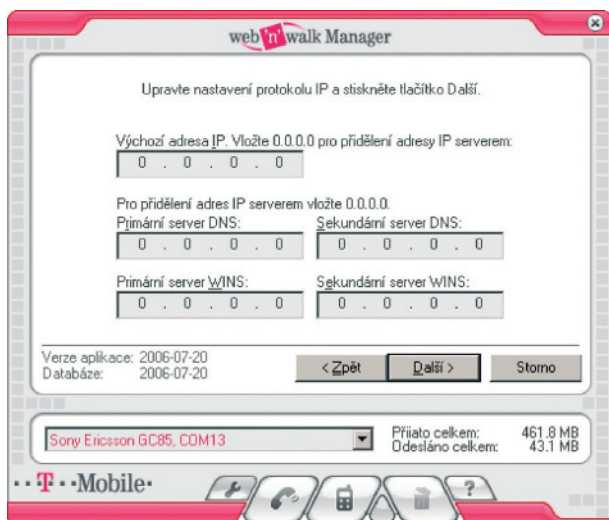 web'n'walk Manager
Upravte nastavení protokolu IP a stiskněte tlačítko Další.
Výchozí adresa IP. Vložte 0.0.0.0 pro přidělení adresy IP serverem:
0 . 0 . 0 . 0
Pro přidělení adres IP serverem vložte 0.0.0.0.
Primární server DNS: Sekundární server DNS:
0 . 0 . 0 . 0 0 . 0 . 0 . 0
Primární server WINS: Sekundární server WINS:
0 . 0 . 0 . 0 0 . 0 . 0 . 0
Verze aplikace: 2006-07-20
Databáze: 2006-07-20
< Zpět Další > Storno
Sony Ericsson GC85, COM13
Přijato celkem: 461.8 MB
Odesláno celkem: 43.1 MB
··T··Mobile·
?